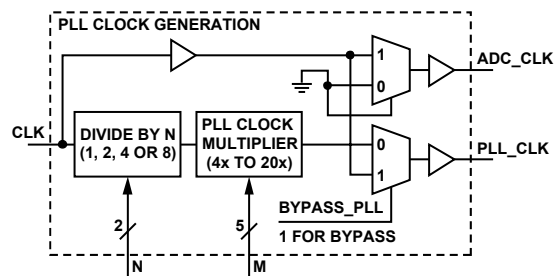 PLL CLOCK GENERATION
1
0
ADC_CLK
CLK
DIVIDE BY N
(1, 2, 4 OR 8)
PLL CLOCK
MULTIPLIER
(4x TO 20x)
0
1
PLL_CLK
BYPASS_PLL
1 FOR BYPASS
2
5
N
M